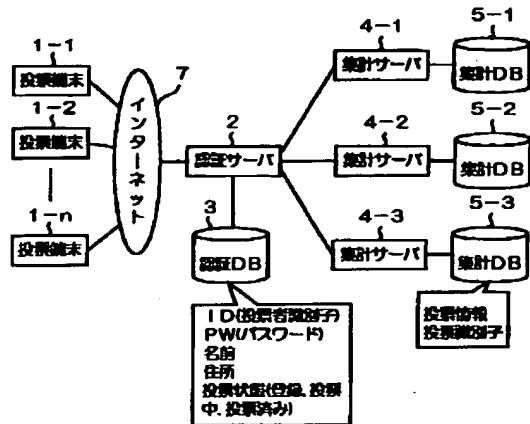 1-1
投票端末
1-2
投票端末
1-n
投票端末
7
インターネット
2
認証サーバ
3
認証DB
ID(投票者識別子)
PW(パスワード)
名前
住所
投票状態(登録、投票
中、投票済み)
4-1
集計サーバ
5-1
集計DB
4-2
集計サーバ
5-2
集計DB
4-3
集計サーバ
5-3
集計DB
投票情報
投票識別子